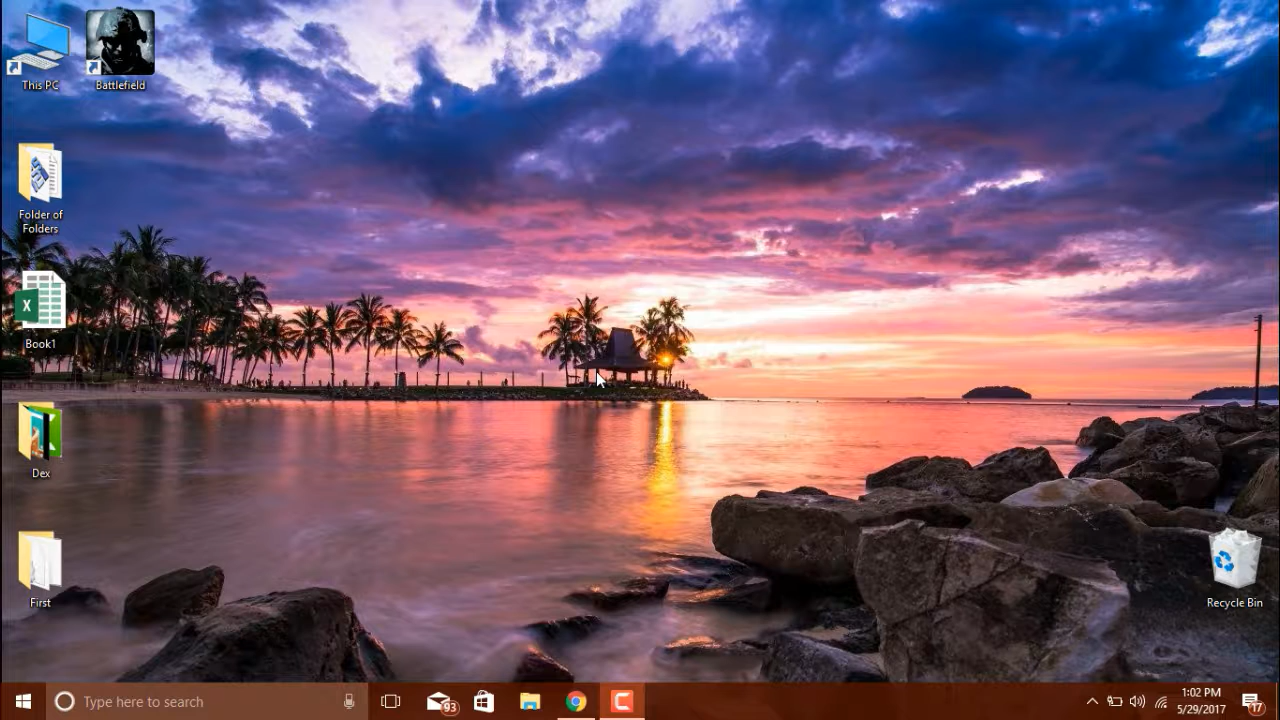 This PC
Battlefield
Folder of
Folders
X
Book1
Dex
First
Recycle Bin
Type here to search
93
1:02 PM
5/29/2017
17